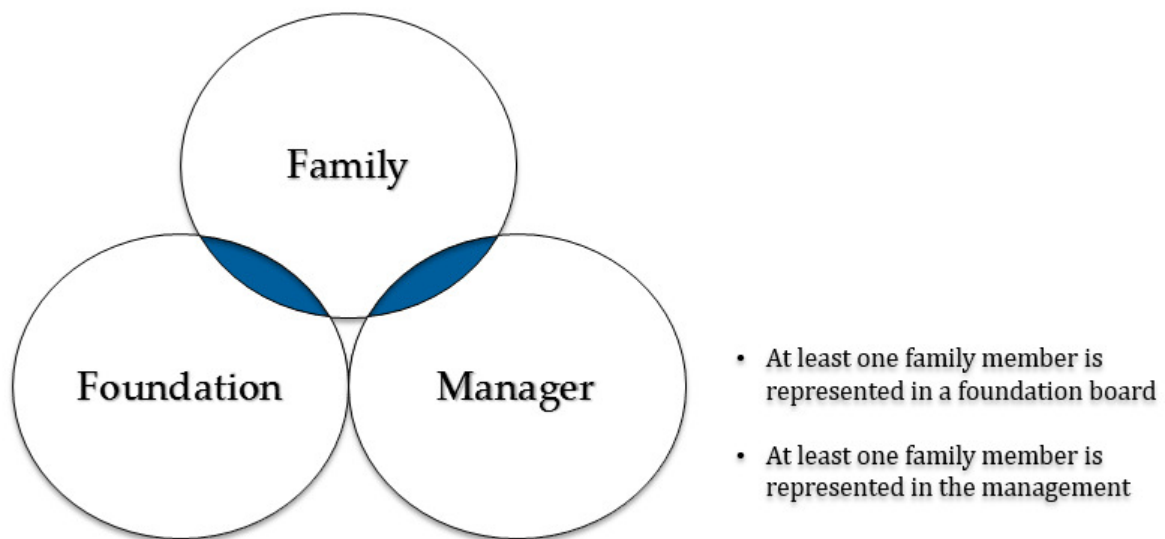 Family
Foundation
Manager
• At least one family member is
represented in a foundation board
• At least one family member is
represented in the management